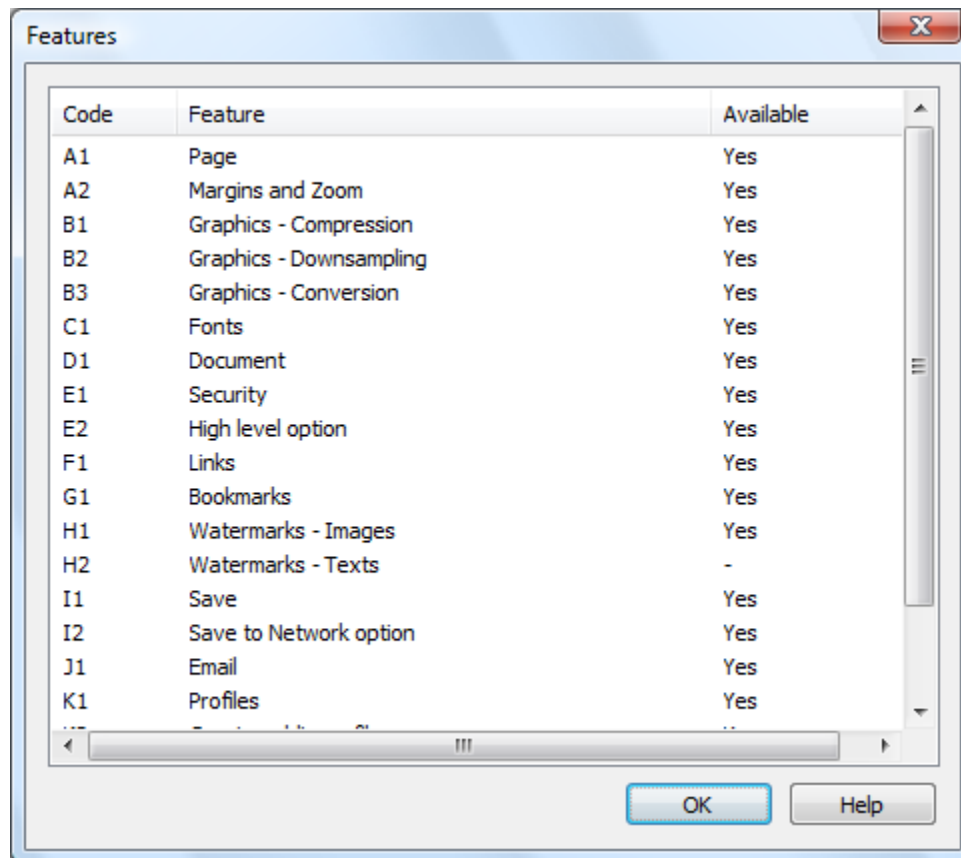 Features
Code Feature Available
A1 Page Yes
A2 Margins and Zoom Yes
B1 Graphics - Compression Yes
B2 Graphics - Downsampling Yes
B3 Graphics - Conversion Yes
C1 Fonts Yes
D1 Document Yes
E1 Security Yes
E2 High level option Yes
F1 Links Yes
G1 Bookmarks Yes
H1 Watermarks - Images Yes
H2 Watermarks - Texts -
I1 Save Yes
I2 Save to Network option Yes
J1 Email Yes
K1 Profiles Yes
OK Help